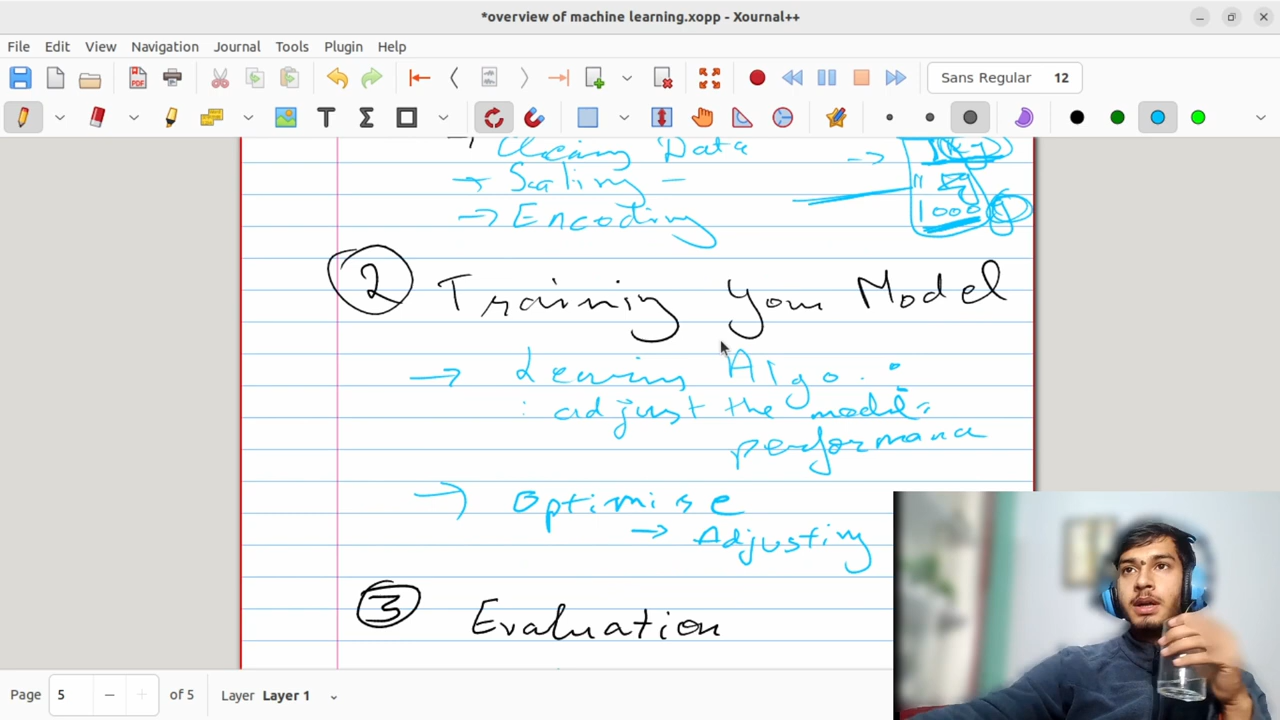 *overview of machine learning.xopp - Xournal++
File Edit View Navigation Journal Tools Plugin Help
Sans Regular 12
Cleaning Data
→ Scaling -
→ Encoding
1000
2 Training your Model
→ Learning Algo. :
: adjust the model's
performance
→ Optimise
→ Adjusting
3 Evaluation
Page 5 of 5 Layer Layer 1